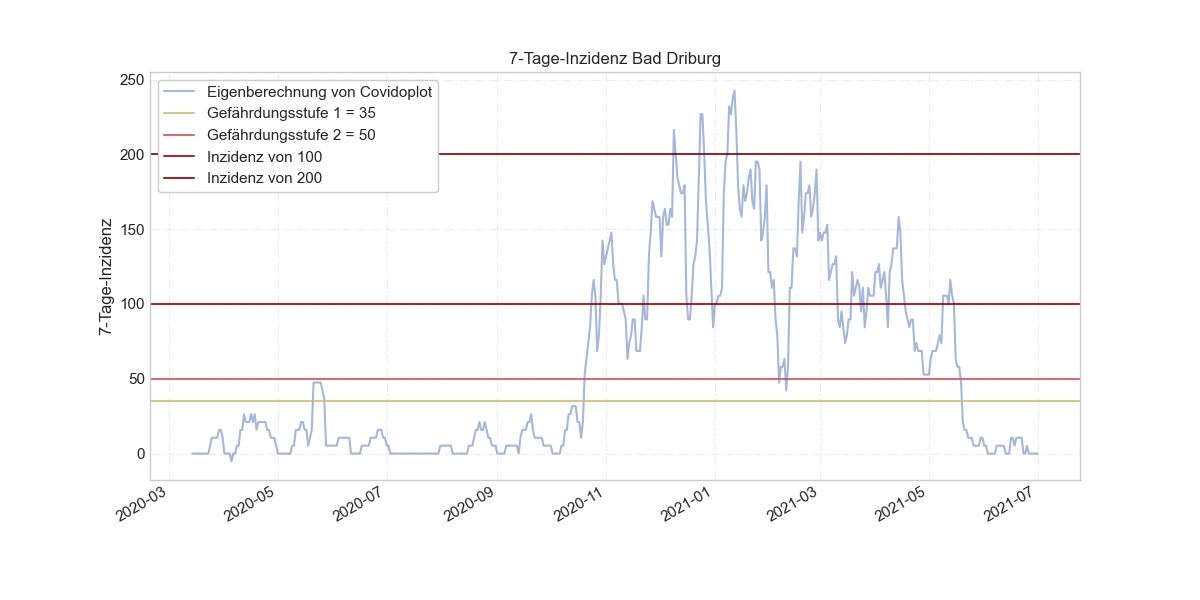 7-Tage-Inzidenz Bad Driburg
250
200
150
100
50
0
7-Tage-Inzidenz
Eigenberechnung von Covidoplot
Gefährdungsstufe 1 = 35
Gefährdungsstufe 2 = 50
Inzidenz von 100
Inzidenz von 200
2020-03
2020-05
2020-07
2020-09
2020-11
2021-01
2021-03
2021-05
2021-07